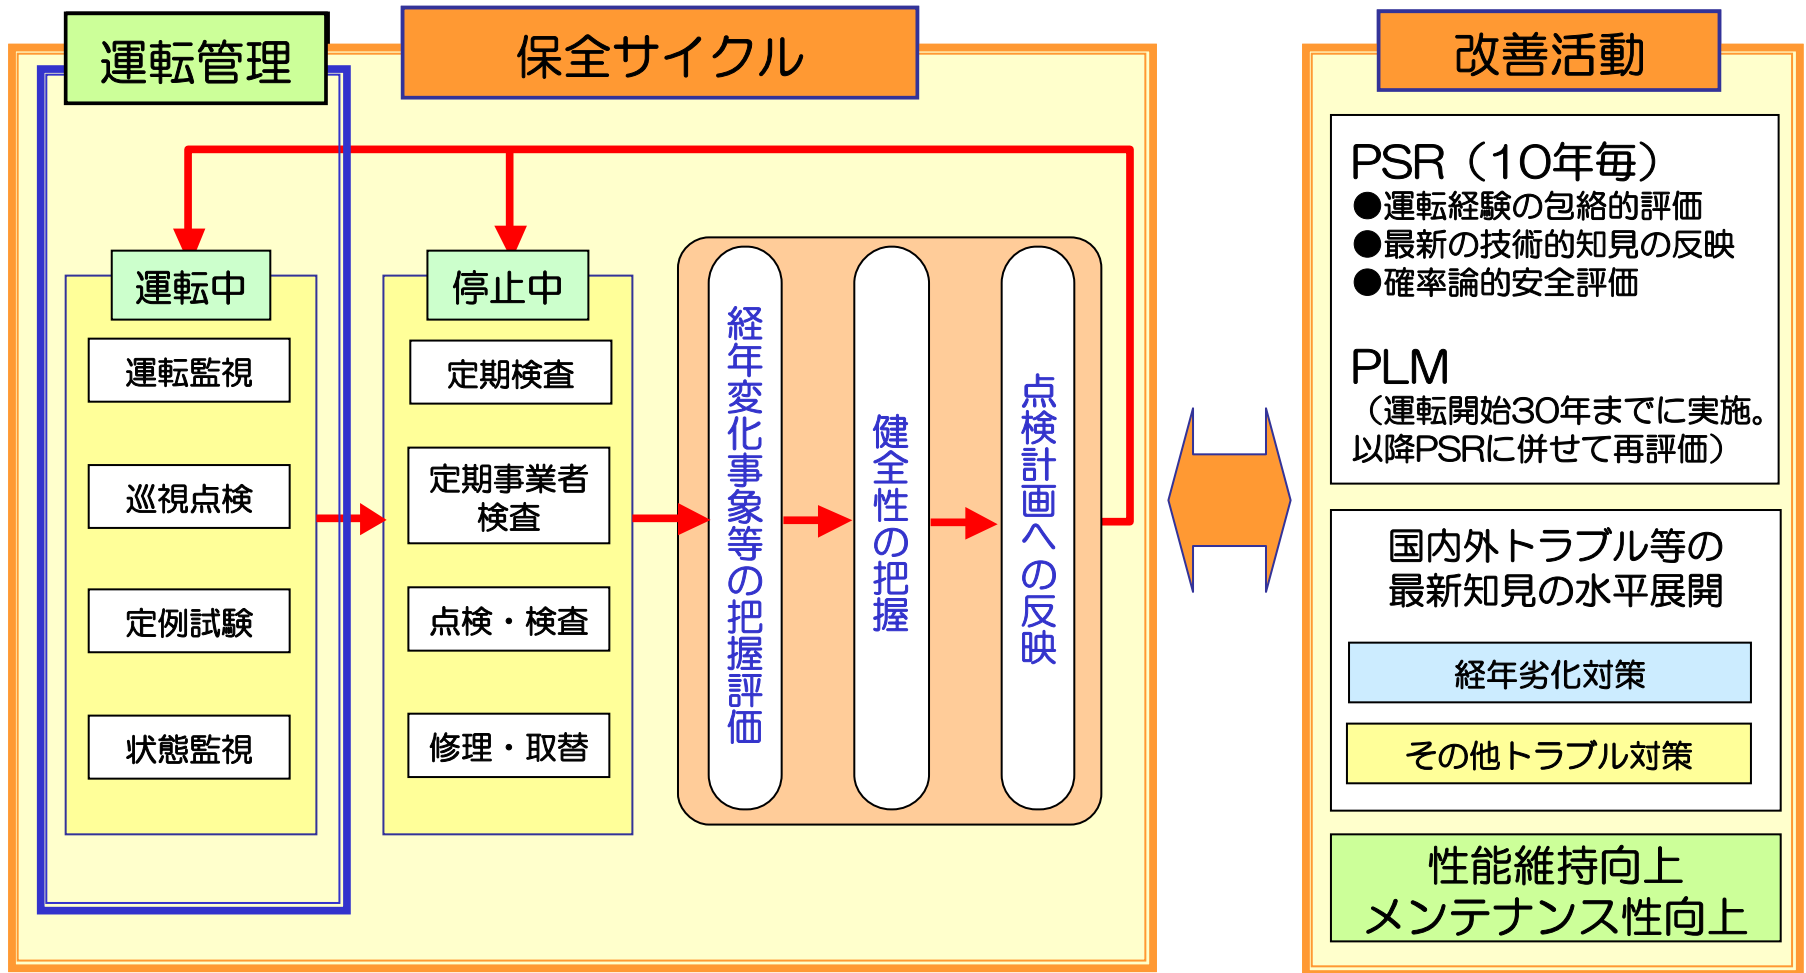 運転管理
保全サイクル
運転中
運転監視
巡視点検
定例試験
状態監視
停止中
定期検査
定期事業者
検査
点検・検査
修理・取替
経年変化事象等の把握評価
健全性の把握
点検計画への反映
改善活動
PSR（10年毎）
●運転経験の包絡的評価
●最新の技術的知見の反映
●確率論的安全評価
PLM
（運転開始30年までに実施。
以降PSRに併せて再評価）
国内外トラブル等の
最新知見の水平展開
経年劣化対策
その他トラブル対策
性能維持向上
メンテナンス性向上